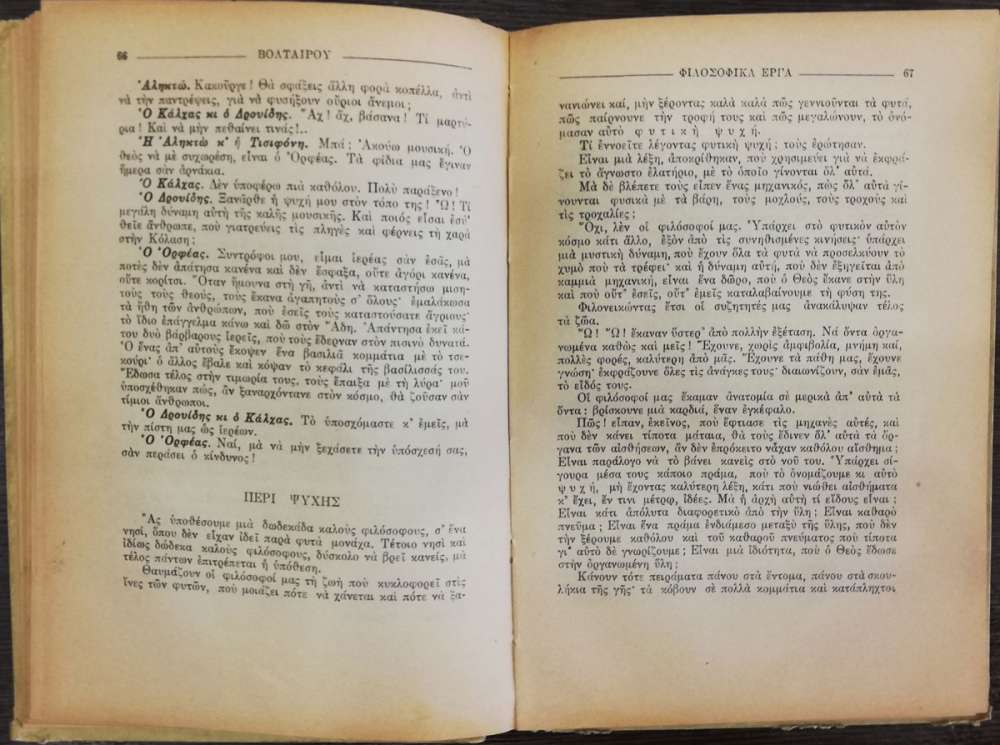 66 ΒΟΛΤΑΙΡΟΥ
Ἀληκτώ. Κακοῦργε! Θὰ σφάξεις ἄλλη φορὰ κοπέλλα, ἀντὶ
νὰ τὴν παντρέψεις, γιὰ νὰ φυσήξουν οὔριοι ἄνεμοι;
Ὁ Κάλχας κι ὁ Δρουίδης. Ἄχ! ἄχ, βάσανα! Τί μαρτύ-
ρια! Καὶ νὰ μὴν πεθαίνει τινάς!..
Ἡ Ἀληκτὼ κ' ἡ Τισιφόνη. Μπά; Ἀκούω μουσική. Ὁ
θεὸς νὰ μὲ συχωρέση, εἶναι ὁ Ὀρφέας. Τὰ φίδια μας ἔγιναν
ἥμερα σὰν ἀρνάκια.
Ὁ Κάλχας. Δὲν ὑποφέρω πιὰ καθόλου. Πολὺ παράξενο!
Ὁ Δρουίδης. Ξανάρθε ἡ ψυχή μου στὸν τόπο της! Ὤ! Τί
μεγάλη δύναμη αὐτὴ τῆς καλῆς μουσικῆς. Καὶ ποιὸς εἶσαι ἐσύ'
θεῖε ἄνθρωπε, ποὺ γιατρεύεις τὶς πληγὲς καὶ φέρνεις τὴ χαρὰ
στὴν Κόλαση;
Ὁ Ὀρφέας. Συντρόφοι μου, εἶμαι ἱερέας σὰν ἐσᾶς, μὰ
ποτὲς δὲν ἀπάτησα κανένα καὶ δὲν ἔσφαξα, οὔτε ἀγόρι κανένα,
οὔτε κορίτσι. Ὅταν ἤμουνα στὴ γῆ, ἀντὶ νὰ καταστήσω μιση-
τοὺς τοὺς θεούς, τοὺς ἔκανα ἀγαπητοὺς σ' ὅλους· ἐμαλάκωσα
τὰ ἤθη τῶν ἀνθρώπων, ποὺ ἐσεῖς τοὺς καταστούσατε ἄγριους·
τὸ ἴδιο ἐπάγγελμα κάνω καὶ δῶ στὸν Ἅδη. Ἀπάντησα ἐκεῖ κά-
του δυὸ βάρβαρους ἱερεῖς, ποὺ τοὺς ἔδερναν στὸν πισινὸ δυνατά.
Ὁ ἕνας ἀπ' αὐτοὺς ἔκοψεν ἕνα βασιλιὰ κομμάτια μὲ τὸ τσε-
κούρι· ὁ ἄλλος ἔβαλε καὶ κόψαν τὸ κεφάλι τῆς βασίλισσάς του.
Ἔδωσα τέλος στὴν τιμωρία τους, τοὺς ἔπαιξα μὲ τὴ λύρα· μοῦ
ὑποσχέθηκαν πώς, ἂν ξαναρχόντανε στὸν κόσμο, θὰ ζοῦσαν σὰν
τίμιοι ἄνθρωποι.
Ὁ Δρουίδης κι ὁ Κάλχας. Τὸ ὑποσχόμαστε κ' ἐμεῖς, μὰ
τὴν πίστη μας ὡς ἱερέων.
Ὁ Ὀρφέας. Ναί, μὰ νὰ μὴν ξεχάσετε τὴν ὑπόσχεσή σας,
σὰν περάσει ὁ κίνδυνος!
ΠΕΡΙ ΨΥΧΗΣ
Ἂς ὑποθέσουμε μιὰ δωδεκάδα καλοὺς φιλόσοφους, σ' ἕνα
νησί, ὅπου δὲν εἶχαν ἰδεῖ παρὰ φυτὰ μονάχα. Τέτοιο νησὶ καὶ
ἰδίως δώδεκα καλοὺς φιλόσοφους, δύσκολο νὰ βρεῖ κανείς, μὰ
τέλος πάντων ἐπιτρέπεται ἡ ὑπόθεση.
Θαυμάζουν οἱ φιλόσοφοί μας τὴ ζωὴ ποὺ κυκλοφορεῖ στὶς
ἶνες τῶν φυτῶν, ποὺ μοιάζει πότε νὰ χάνεται καὶ πότε νὰ ξα-
ΦΙΛΟΣΟΦΙΚΑ ΕΡΓΑ 67
νανιώνει καί, μὴν ξέροντας καλὰ καλὰ πῶς γεννιοῦνται τὰ φυτά,
πῶς παίρνουνε τὴν τροφή τους καὶ πῶς μεγαλώνουν, τὸ ὀνό-
μασαν αὐτὸ φυτικὴ ψυχή.
Τί ἐννοεῖτε λέγοντας φυτικὴ ψυχή; τοὺς ἐρώτησαν.
Εἶναι μιὰ λέξη, ἀποκρίθηκαν, ποὺ χρησιμεύει γιὰ νὰ ἐκφρά-
ζει τὸ ἄγνωστο ἐλατήριο, μὲ τὸ ὁποῖο γίνονται ὅλ' αὐτά.
Μὰ δὲ βλέπετε τοὺς εἶπεν ἕνας μηχανικός, πὼς ὅλ' αὐτὰ γί-
νουνται φυσικὰ μὲ τὰ βάρη, τοὺς μοχλούς, τοὺς τροχοὺς καὶ
τὶς τροχαλίες;
Ὄχι, λὲν οἱ φιλόσοφοί μας. Ὑπάρχει στὸ φυτικὸν αὐτὸν
κόσμο κάτι ἄλλο, ἐξὸν ἀπὸ τὶς συνηθισμένες κινήσεις· ὑπάρχει
μιὰ μυστικὴ δύναμη, ποὺ ἔχουν ὅλα τὰ φυτὰ νὰ προσελκύουν τὸ
χυμὸ ποὺ τὰ τρέφει· καὶ ἡ δύναμη αὐτή, ποὺ δὲν ἐξηγεῖται ἀπὸ
καμμιὰ μηχανική, εἶναι ἕνα δῶρο, ποὺ ὁ Θεὸς ἔκανε στὴν ὕλη
καὶ ποὺ οὔτ' ἐσεῖς, οὔτ' ἐμεῖς καταλαβαίνουμε τὴ φύση της.
Φιλονεικώντας ἔτσι οἱ συζητητές μας ἀνακάλυψαν τέλος
τὰ ζῶα.
Ὤ! Ὤ! ἔκαναν ὕστερ' ἀπὸ πολλὴν ἐξέταση. Νά ὄντα ὀργα-
νωμένα καθὼς καὶ μεῖς! Ἔχουνε, χωρὶς ἀμφιβολία, μνήμη καί,
πολλὲς φορές, καλύτερη ἀπὸ μᾶς. Ἔχουνε τὰ πάθη μας, ἔχουνε
γνώση· ἐκφράζουνε ὅλες τὶς ἀνάγκες τους· διαιωνίζουν, σὰν ἐμᾶς,
τὸ εἶδός τους.
Οἱ φιλόσοφοί μας ἔκαμαν ἀνατομία σὲ μερικὰ ἀπ' αὐτὰ τὰ
ὄντα· βρίσκουνε μιὰ καρδιά, ἕναν ἐγκέφαλο.
Πῶς! εἶπαν, ἐκεῖνος, ποὺ ἔφτιασε τὶς μηχανὲς αὐτές, καὶ
ποὺ δὲν κάνει τίποτα μάταια, θὰ τοὺς ἔδινεν ὅλ' αὐτὰ τὰ ὄρ-
γανα τῶν αἰσθήσεων, ἂν δὲν ἐπρόκειτο νἄχαν καθόλου αἴσθημα;
Εἶναι παράλογο νὰ τὸ βάνει κανεὶς στὸ νοῦ του. Ὑπάρχει σί-
γουρα μέσα τους κάποιο πράμα, ποὺ τὸ ὀνομάζουμε κι αὐτὸ
ψυχή, μὴ ἔχοντας καλύτερη λέξη, κάτι ποὺ νιώθει αἰσθήματα
κ' ἔχει, ἔν τινι μέτρῳ, ἰδέες. Μὰ ἡ ἀρχὴ αὐτὴ τί εἴδους εἶναι;
Εἶναι κάτι ἀπόλυτα διαφορετικὸ ἀπὸ τὴν ὕλη; Εἶναι καθαρὸ
πνεῦμα; Εἶναι ἕνα πράμα ἐνδιάμεσο μεταξὺ τῆς ὕλης, ποὺ δὲν
τὴν ξέρουμε καθόλου καὶ τοῦ καθαροῦ πνεύματος ποὺ τίποτα
γι' αὐτὸ δὲ γνωρίζουμε; Εἶναι μιὰ ἰδιότητα, ποὺ ὁ Θεὸς ἔδωσε
στὴν ὀργανωμένη ὕλη;
Κάνουν τότε πειράματα πάνου στὰ ἔντομα, πάνου στὰ σκου-
λήκια τῆς γῆς· τὰ κόβουν σὲ πολλὰ κομμάτια καὶ κατάπληχτοι